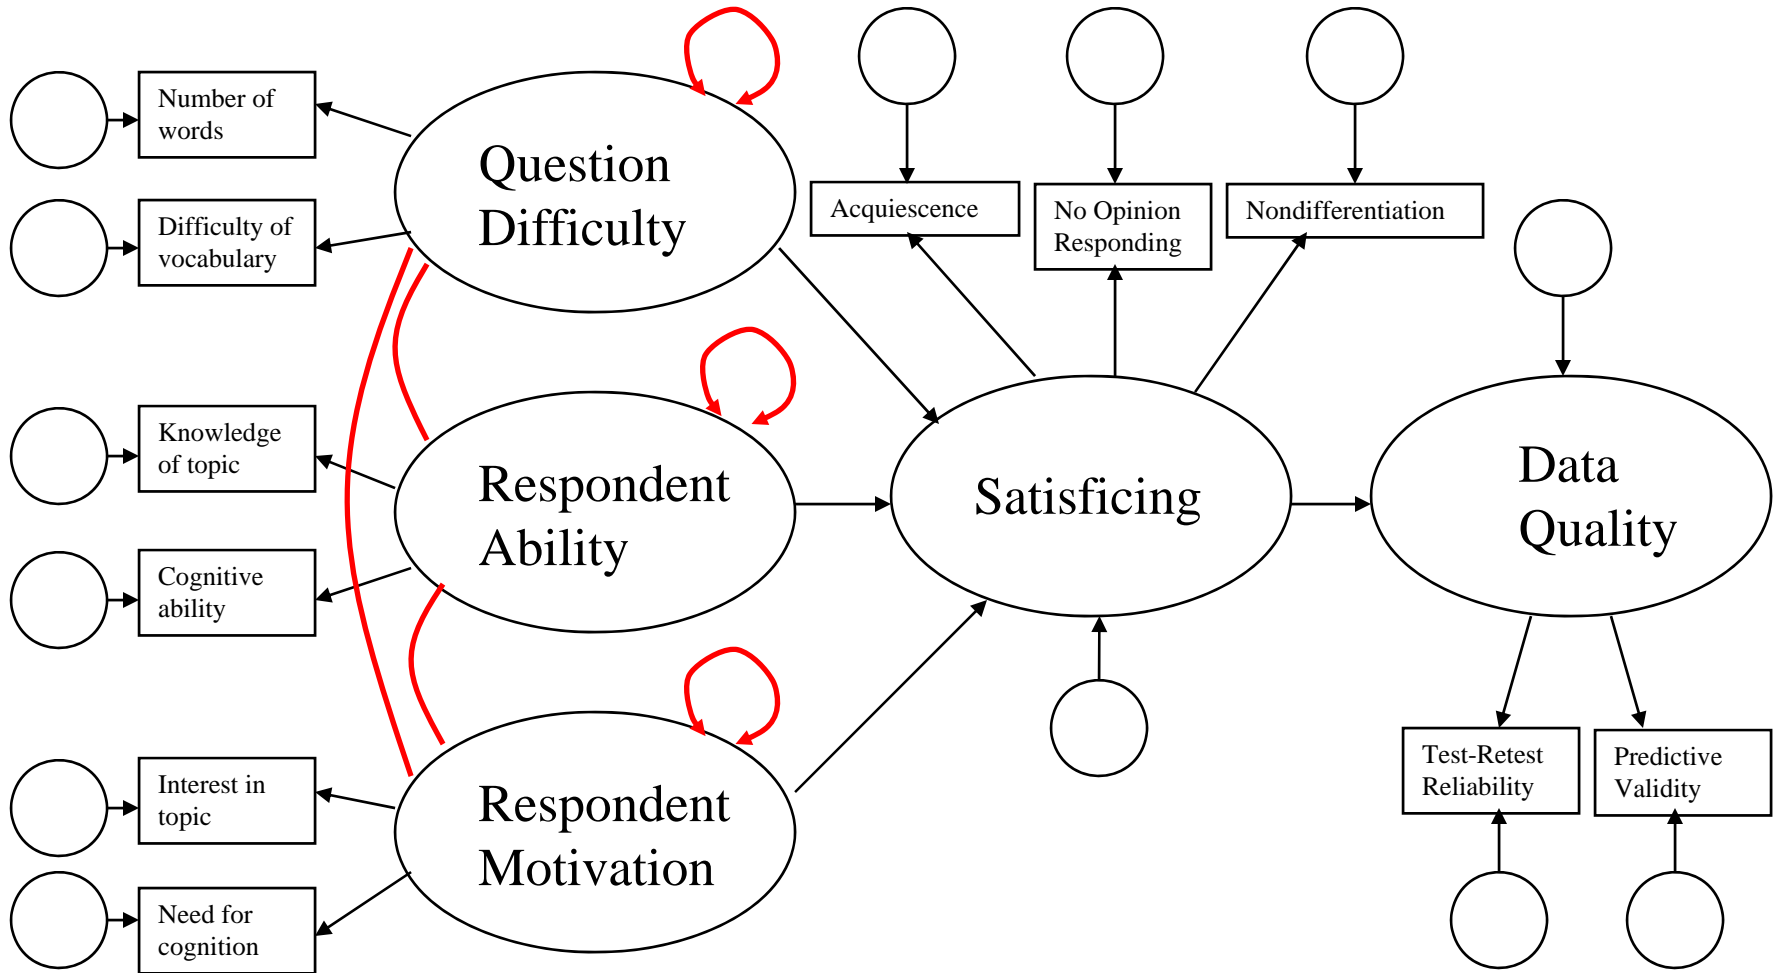 Number of
words
Difficulty of
vocabulary
Question
Difficulty
Knowledge
of topic
Cognitive
ability
Respondent
Ability
Interest in
topic
Need for
cognition
Respondent
Motivation
Acquiescence
No Opinion
Responding
Nondifferentiation
Satisficing
Data
Quality
Test-Retest
Reliability
Predictive
Validity